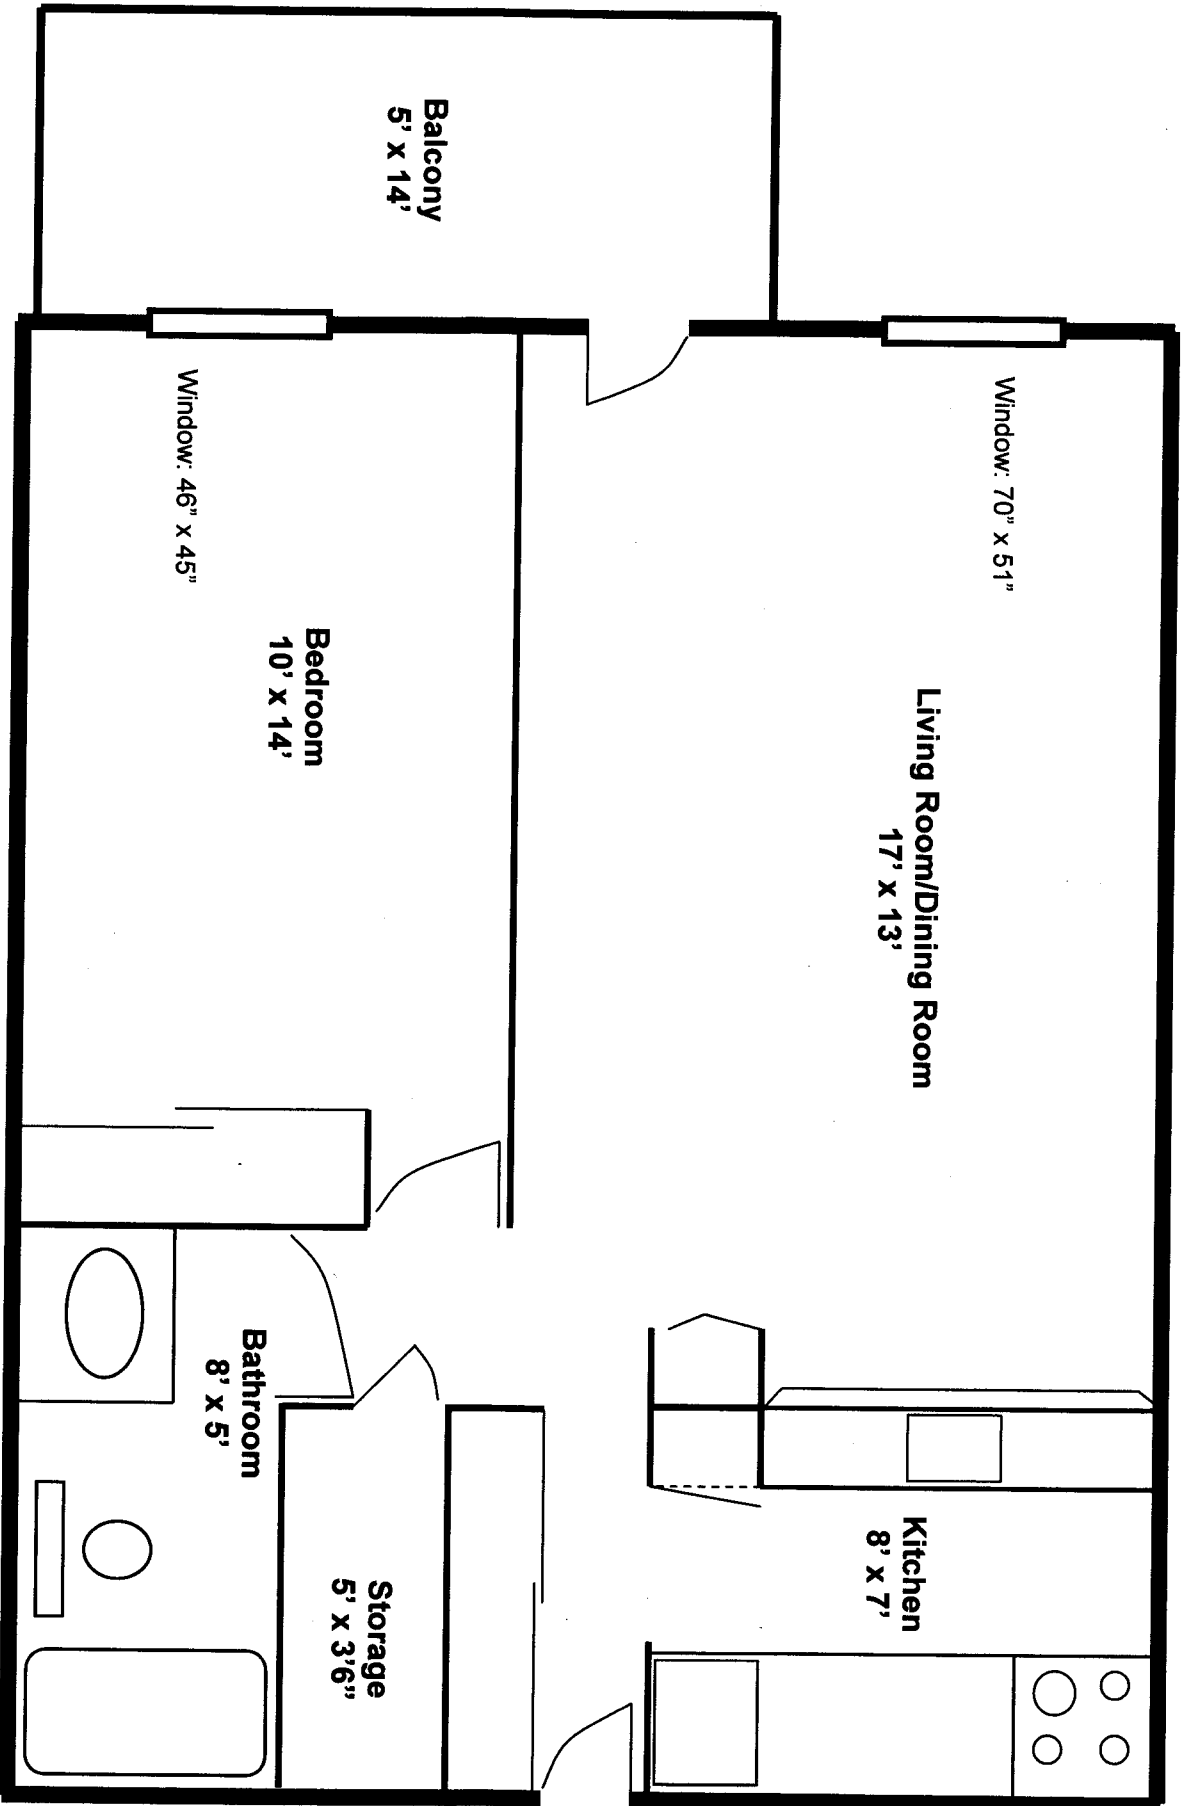 Balcony
5' x 14'
Window: 70" x 51"
Window: 46" x 45"
Living Room/Dining Room
17' x 13'
Bedroom
10' x 14'
Kitchen
8' x 7'
Storage
5' x 3'6"
Bathroom
8' x 5'